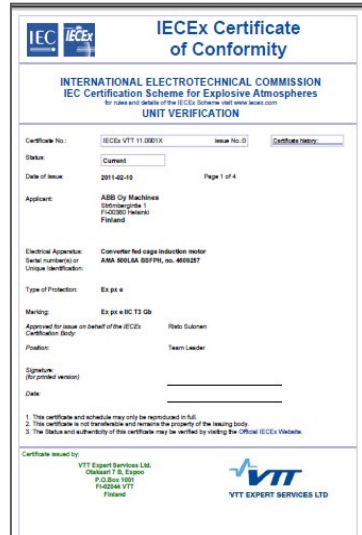 IEC IECEx
IECEx Certificate
of Conformity
INTERNATIONAL ELECTROTECHNICAL COMMISSION
IEC Certification Scheme for Explosive Atmospheres
for rules and details of the IECEx Scheme visit www.iecex.com
UNIT VERIFICATION
Certificate No.: IECEx VTT 11.0001X Issue No.:0 Certificate history:
Status: Current
Date of Issue: 2011-02-10 Page 1 of 4
Applicant: ABB Oy Machines
Strömbergintie 1
FI-00380 Helsinki
Finland
Electrical Apparatus: Converter fed cage induction motor
Serial number(s) or AMA 500L6A BSFPH, no. 4609257
Unique Identification:
Type of Protection: Ex px e
Marking: Ex px e IIC T3 Gb
Approved for issue on behalf of the IECEx Risto Sulonen
Certification Body:
Position: Team Leader
Signature:
(for printed version)
Date:
1. This certificate and schedule may only be reproduced in full.
2. This certificate is not transferable and remains the property of the issuing body.
3. The Status and authenticity of this certificate may be verified by visiting the Official IECEx Website.
Certificate issued by:
VTT Expert Services Ltd.
Otakaari 7 B, Espoo
P.O.Box 1001
FI-02044 VTT
Finland
VTT
VTT EXPERT SERVICES LTD